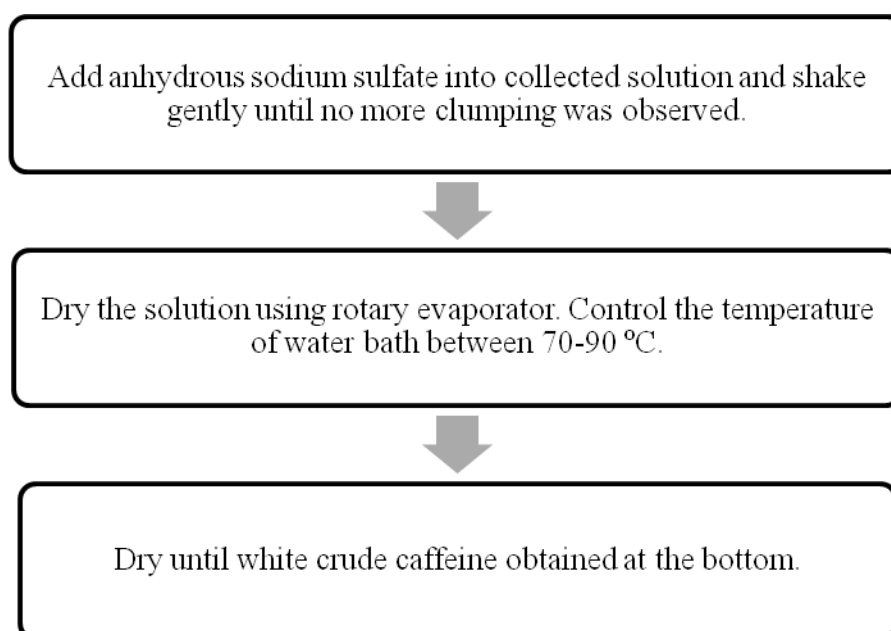 Add anhydrous sodium sulfate into collected solution and shake
gently until no more clumping was observed.
Dry the solution using rotary evaporator. Control the temperature
of water bath between 70-90 ºC.
Dry until white crude caffeine obtained at the bottom.